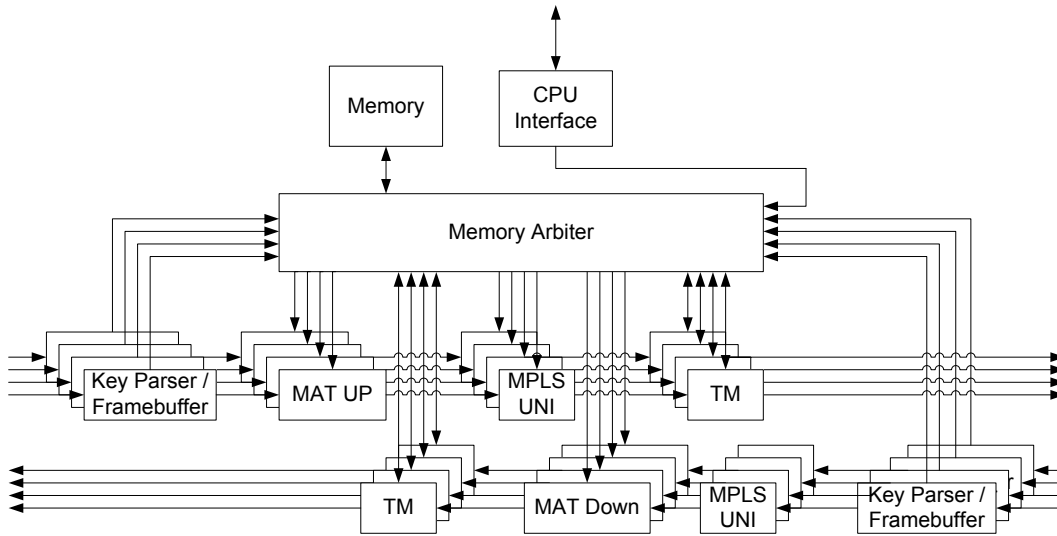 Memory
CPU
Interface
Memory Arbiter
Key Parser /
Framebuffer
MAT UP
MPLS
UNI
TM
TM
MAT Down
MPLS
UNI
Key Parser /
Framebuffer